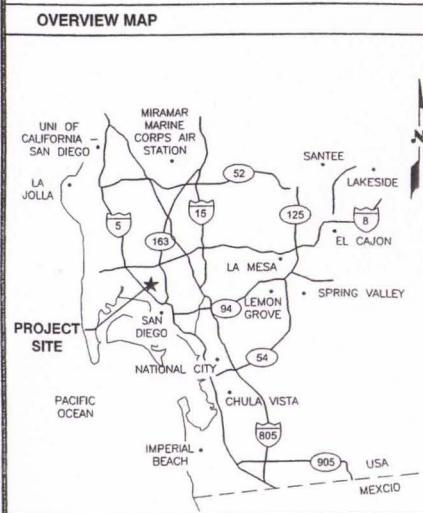 OVERVIEW MAP
UNI OF
CALIFORNIA –
SAN DIEGO
MIRAMAR
MARINE
CORPS AIR
STATION
SANTEE
LAKESIDE
N
LA
JOLLA
52
5
15
163
125
8
EL CAJON
LA MESA
SPRING VALLEY
LEMON
GROVE
94
SAN
DIEGO
PROJECT
SITE
54
NATIONAL CITY
PACIFIC
OCEAN
CHULA VISTA
805
IMPERIAL
BEACH
905
USA
MEXCIO